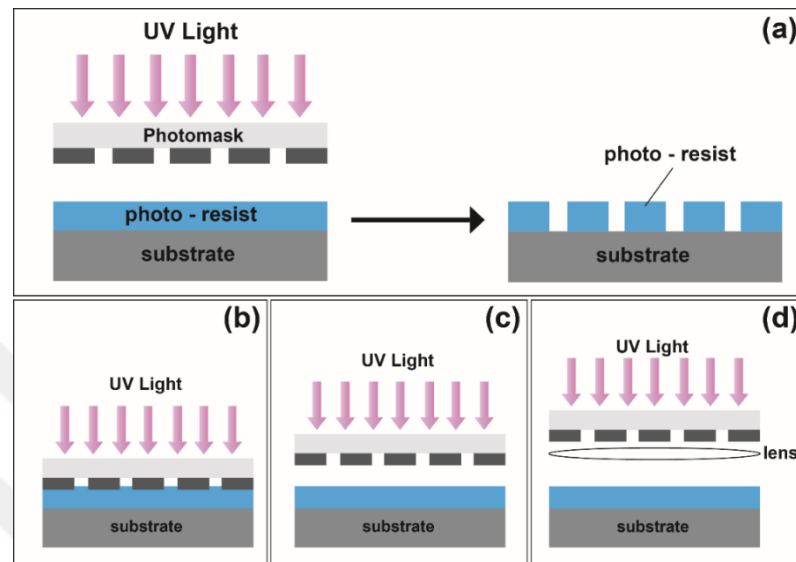 (a)
UV Light
Photomask
photo - resist
substrate
photo - resist
substrate
(b)
UV Light
substrate
(c)
UV Light
substrate
(d)
UV Light
lens
substrate